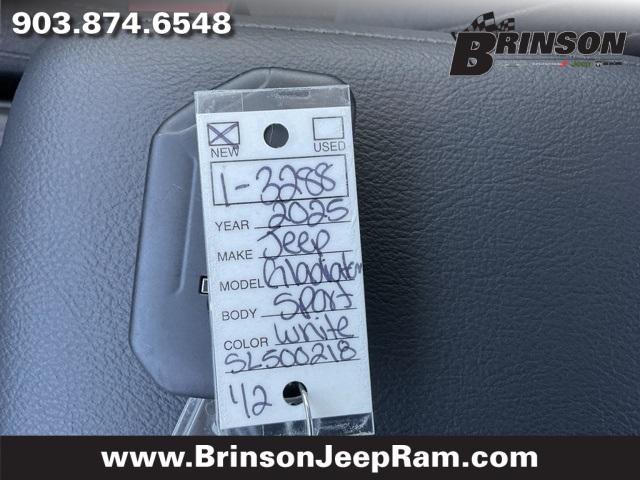 903.874.6548
BRINSON
Jeep
NEW USED
1-3288
YEAR 2025
MAKE Jeep
MODEL Gladiator
BODY Sport
COLOR White
SL500218
1/2
www.BrinsonJeepRam.com